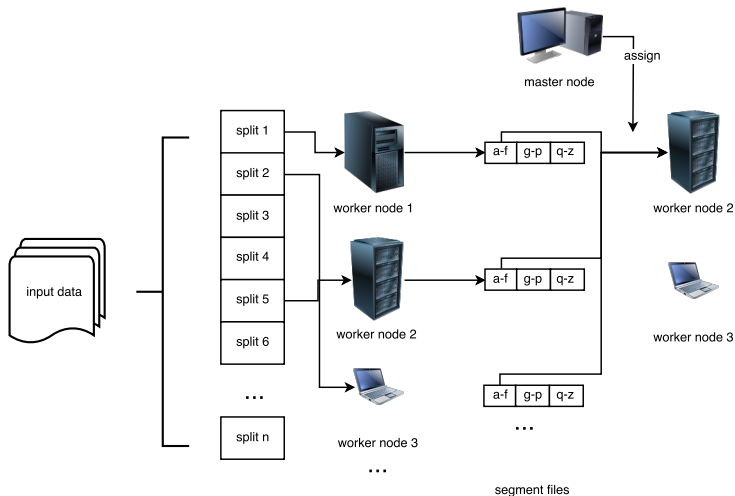 master node
assign
input data
split 1
split 2
split 3
split 4
split 5
split 6
...
split n
worker node 1
worker node 2
worker node 3
...
a-f g-p q-z
a-f g-p q-z
a-f g-p q-z
...
segment files
worker node 2
worker node 3